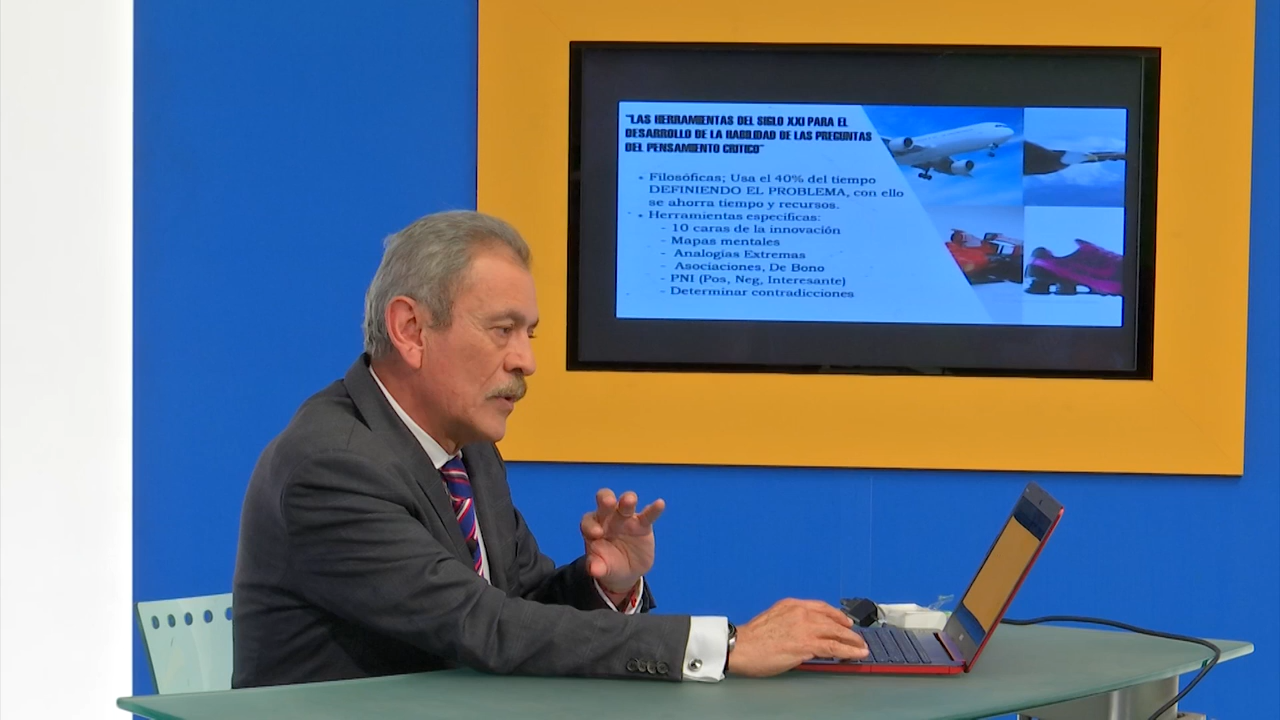 "LAS HERRAMIENTAS DEL SIGLO XXI PARA EL
DESARROLLO DE LA HABILIDAD DE LAS PREGUNTAS
DEL PENSAMIENTO CRITICO"
• Filosóficas; Usa el 40% del tiempo
DEFINIENDO EL PROBLEMA, con ello
se ahorra tiempo y recursos.
• Herramientas especificas:
- 10 caras de la innovación
- Mapas mentales
- Analogías Extremas
- Asociaciones, De Bono
- PNI (Pos, Neg, Interesante)
- Determinar contradicciones